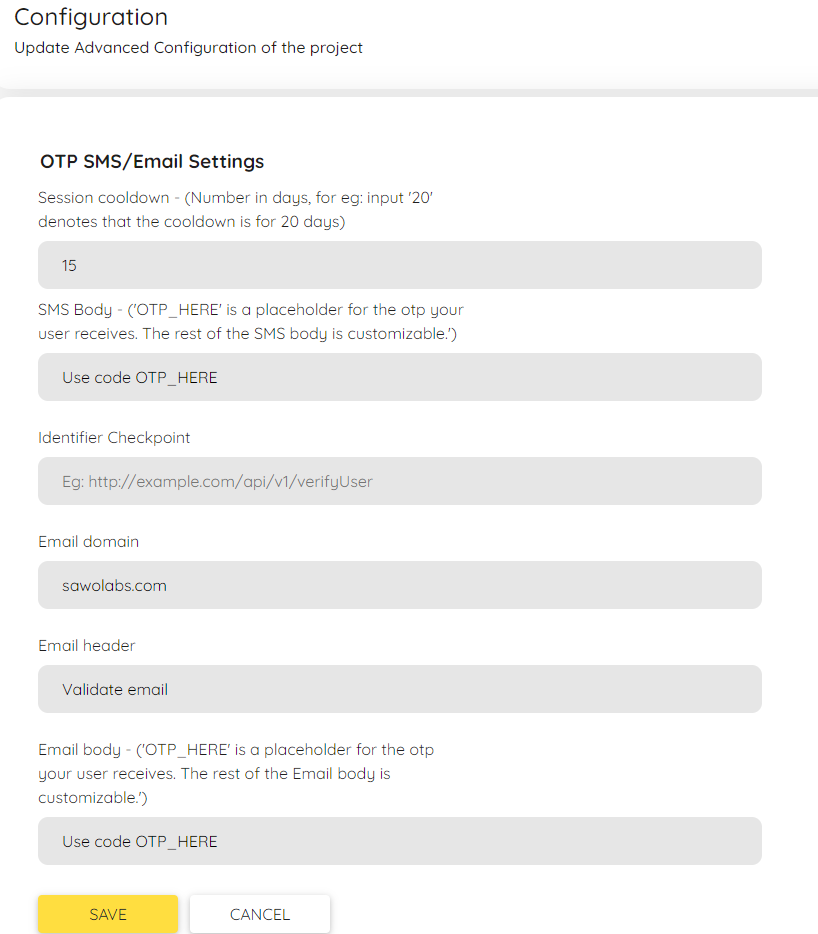 Configuration
Update Advanced Configuration of the project
OTP SMS/Email Settings
Session cooldown - (Number in days, for eg: input '20'
denotes that the cooldown is for 20 days)
15
SMS Body - ('OTP_HERE' is a placeholder for the otp your
user receives. The rest of the SMS body is customizable.')
Use code OTP_HERE
Identifier Checkpoint
Eg: http://example.com/api/v1/verifyUser
Email domain
sawolabs.com
Email header
Validate email
Email body - ('OTP_HERE' is a placeholder for the otp
your user receives. The rest of the Email body is
customizable.')
Use code OTP_HERE
SAVE CANCEL